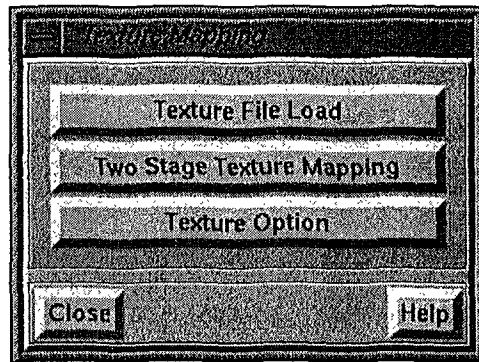 Texture Mapping
Texture File Load
Two Stage Texture Mapping
Texture Option
Close Help